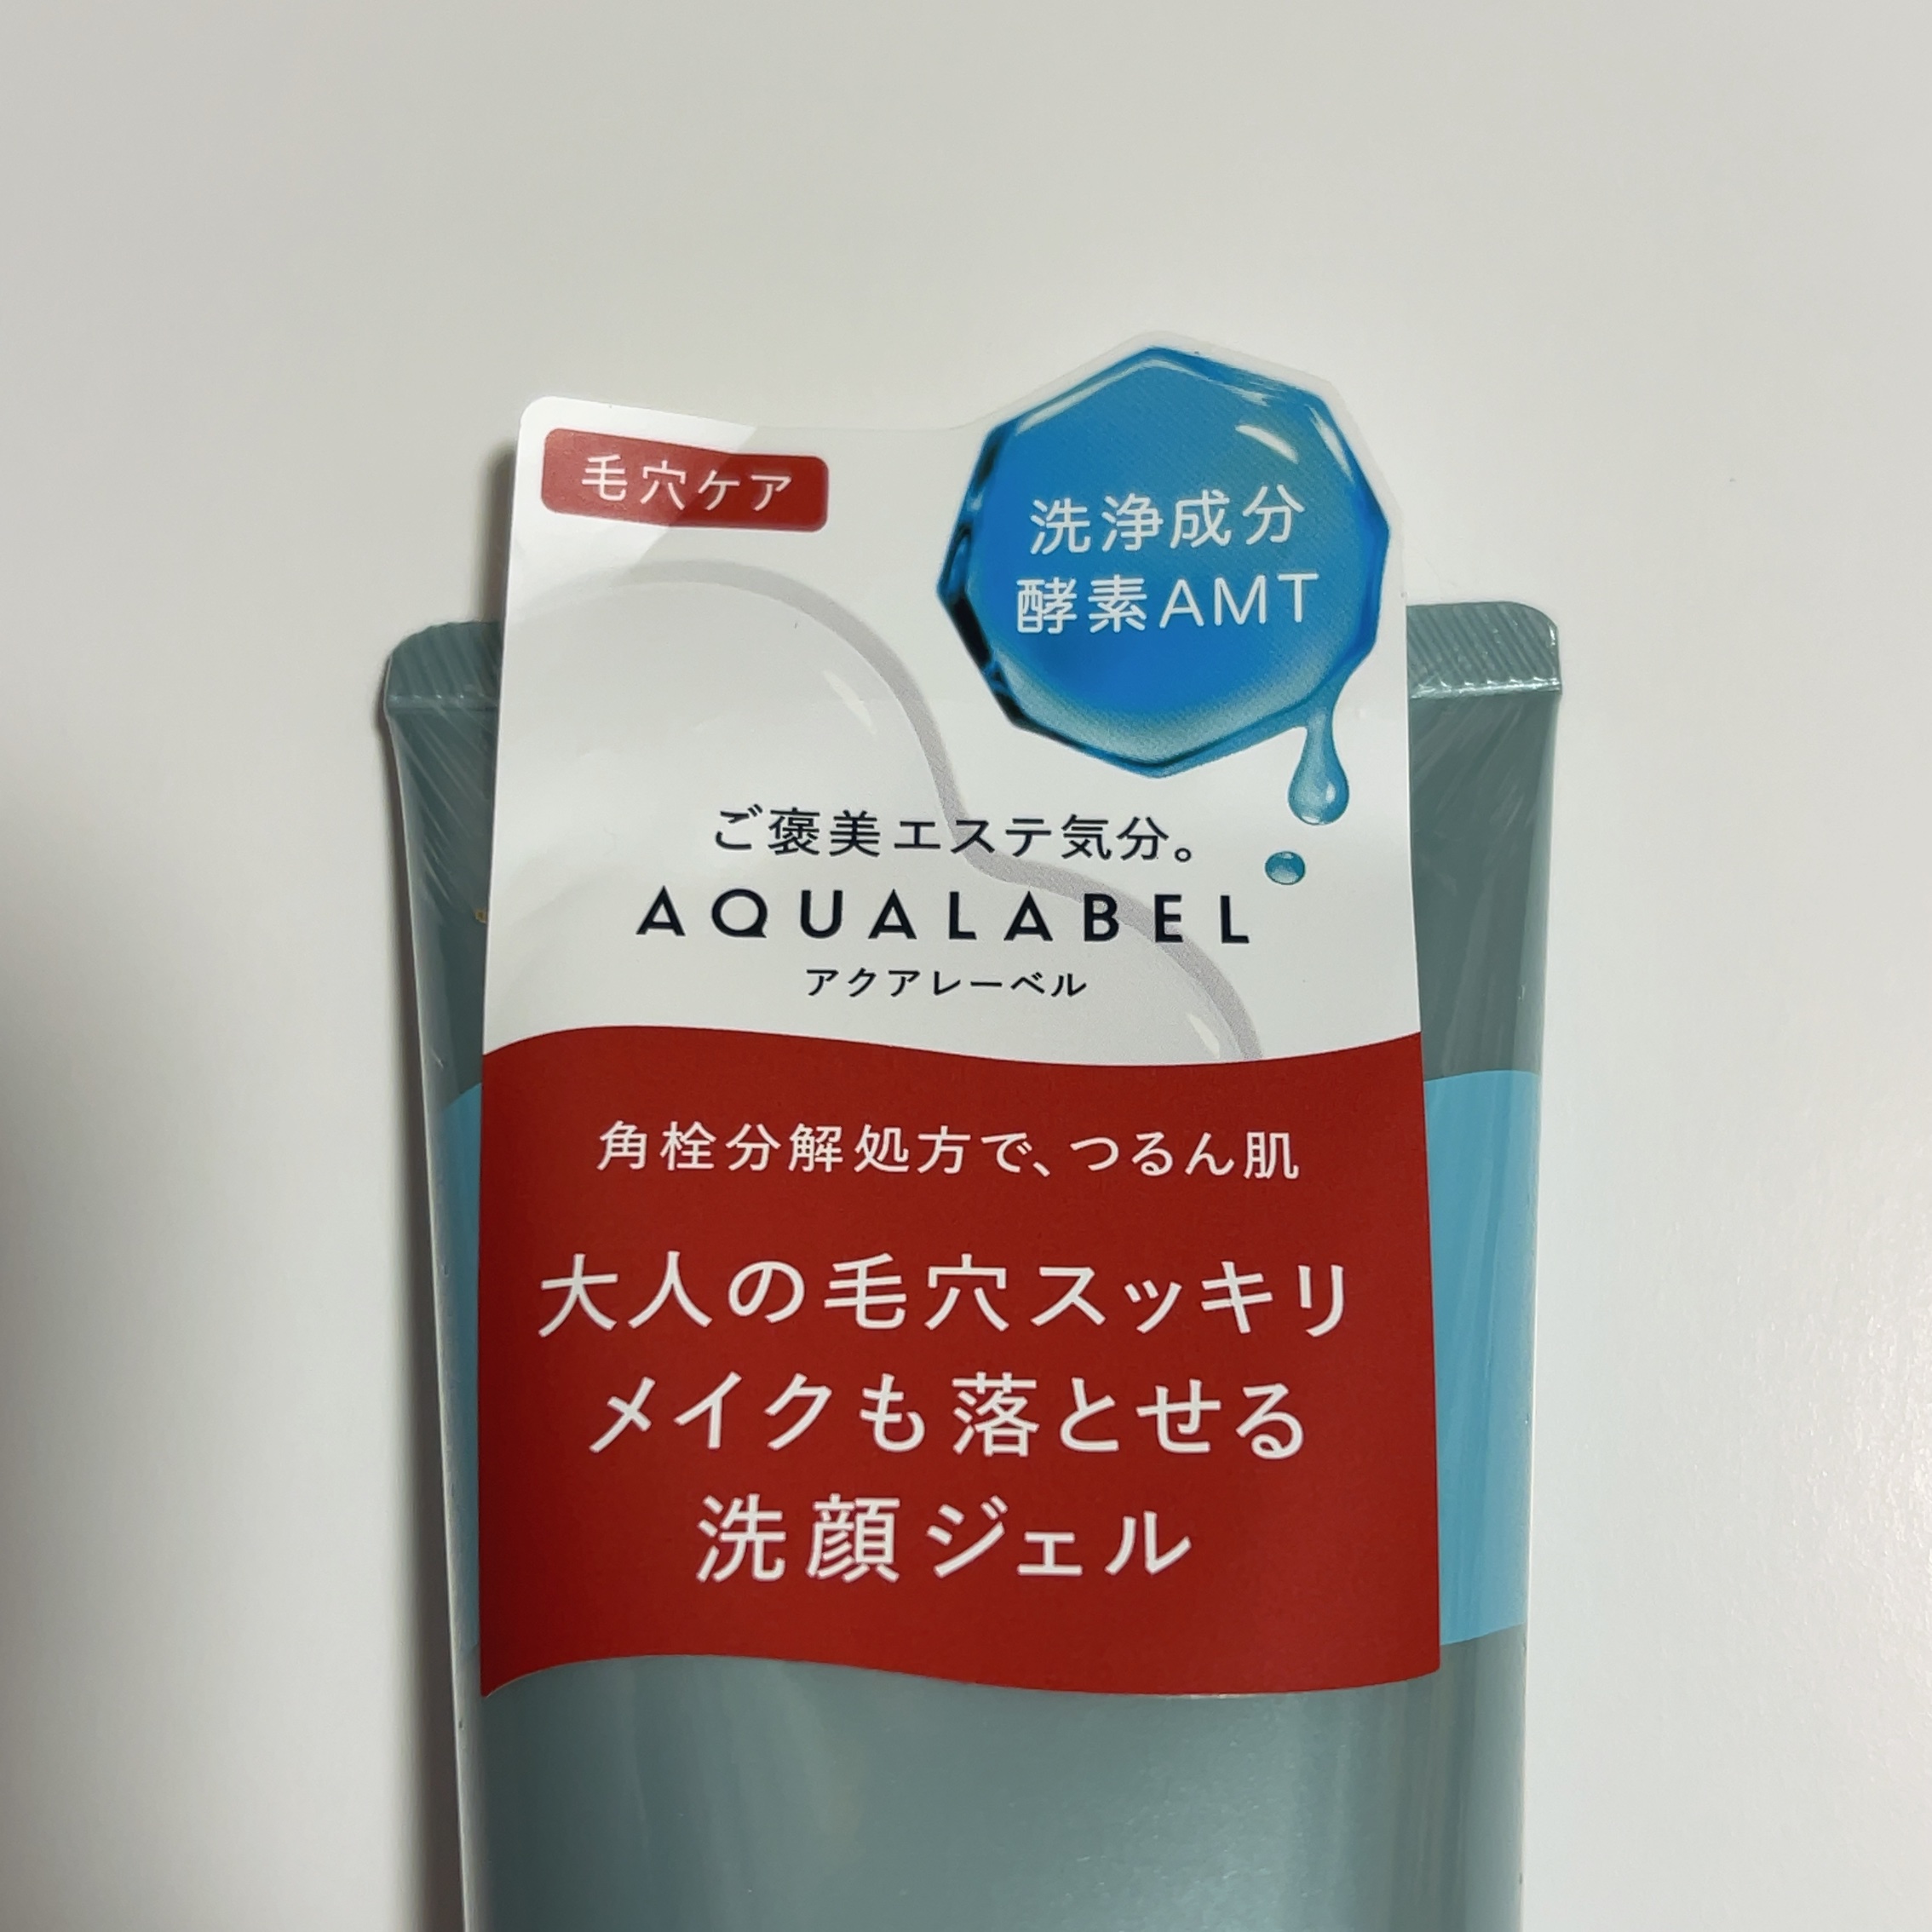 毛穴ケア
洗浄成分
酵素AMT
ご褒美エステ気分。
AQUALABEL
アクアレーベル
角栓分解処方で、つるん肌
大人の毛穴スッキリ
メイクも落とせる
洗顔ジェル